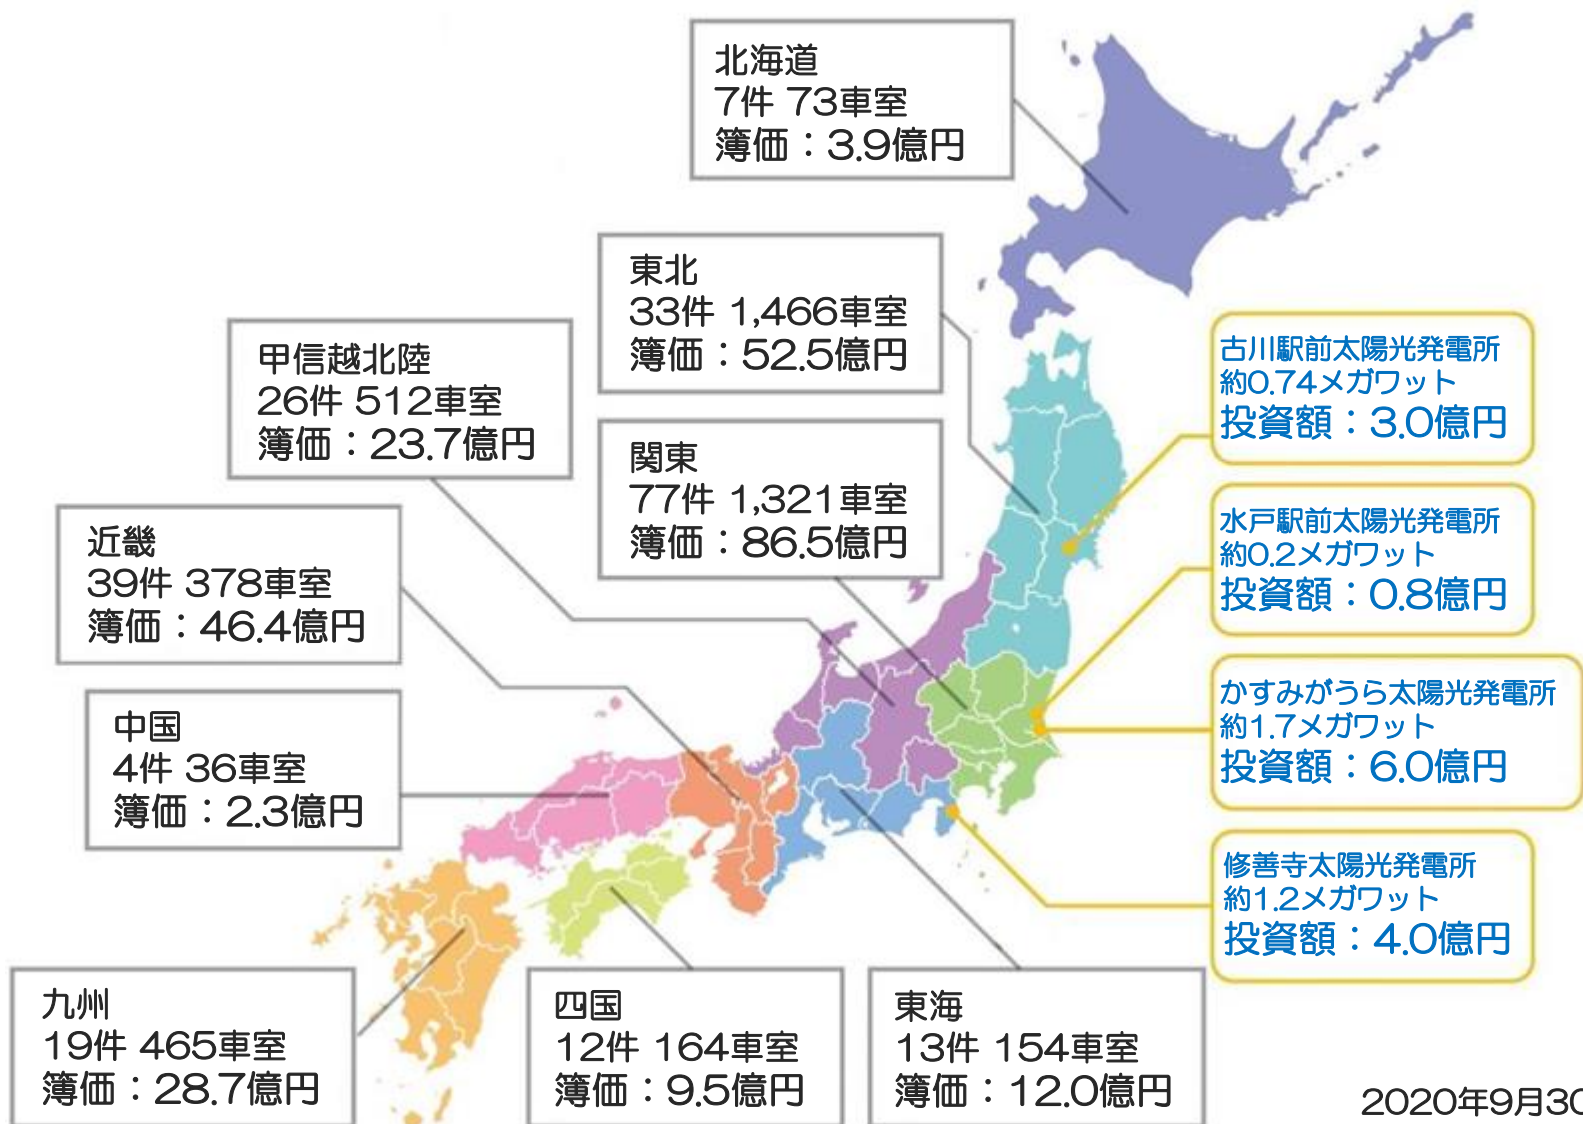 北海道
7件 73車室
簿価：3.9億円
東北
33件 1,466車室
簿価：52.5億円
甲信越北陸
26件 512車室
簿価：23.7億円
関東
77件 1,321車室
簿価：86.5億円
近畿
39件 378車室
簿価：46.4億円
中国
4件 36車室
簿価：2.3億円
九州
19件 465車室
簿価：28.7億円
四国
12件 164車室
簿価：9.5億円
東海
13件 154車室
簿価：12.0億円
古川駅前太陽光発電所
約0.74メガワット
投資額：3.0億円
水戸駅前太陽光発電所
約0.2メガワット
投資額：0.8億円
かすみがうら太陽光発電所
約1.7メガワット
投資額：6.0億円
修善寺太陽光発電所
約1.2メガワット
投資額：4.0億円
2020年9月30